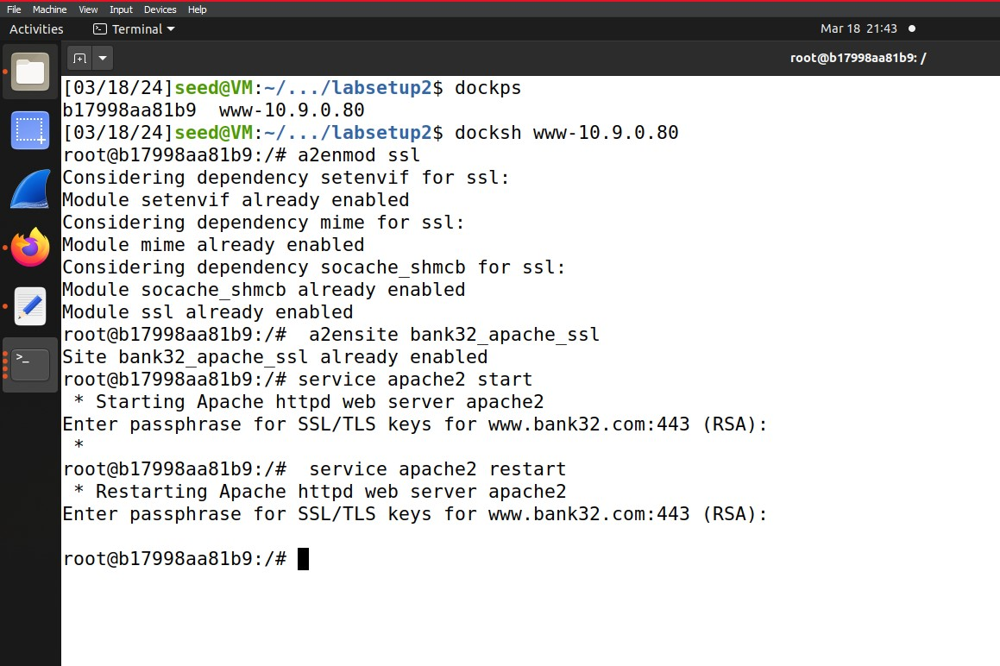 File Machine View Input Devices Help
Activities Terminal Mar 18 21:43
root@b17998aa81b9: /
[03/18/24]seed@VM:~/.../labsetup2$ dockps
b17998aa81b9  www-10.9.0.80
[03/18/24]seed@VM:~/.../labsetup2$ docksh www-10.9.0.80
root@b17998aa81b9:/# a2enmod ssl
Considering dependency setenvif for ssl:
Module setenvif already enabled
Considering dependency mime for ssl:
Module mime already enabled
Considering dependency socache_shmcb for ssl:
Module socache_shmcb already enabled
Module ssl already enabled
root@b17998aa81b9:/#  a2ensite bank32_apache_ssl
Site bank32_apache_ssl already enabled
root@b17998aa81b9:/# service apache2 start
 * Starting Apache httpd web server apache2
Enter passphrase for SSL/TLS keys for www.bank32.com:443 (RSA):
 *
root@b17998aa81b9:/#  service apache2 restart
 * Restarting Apache httpd web server apache2
Enter passphrase for SSL/TLS keys for www.bank32.com:443 (RSA):
root@b17998aa81b9:/#